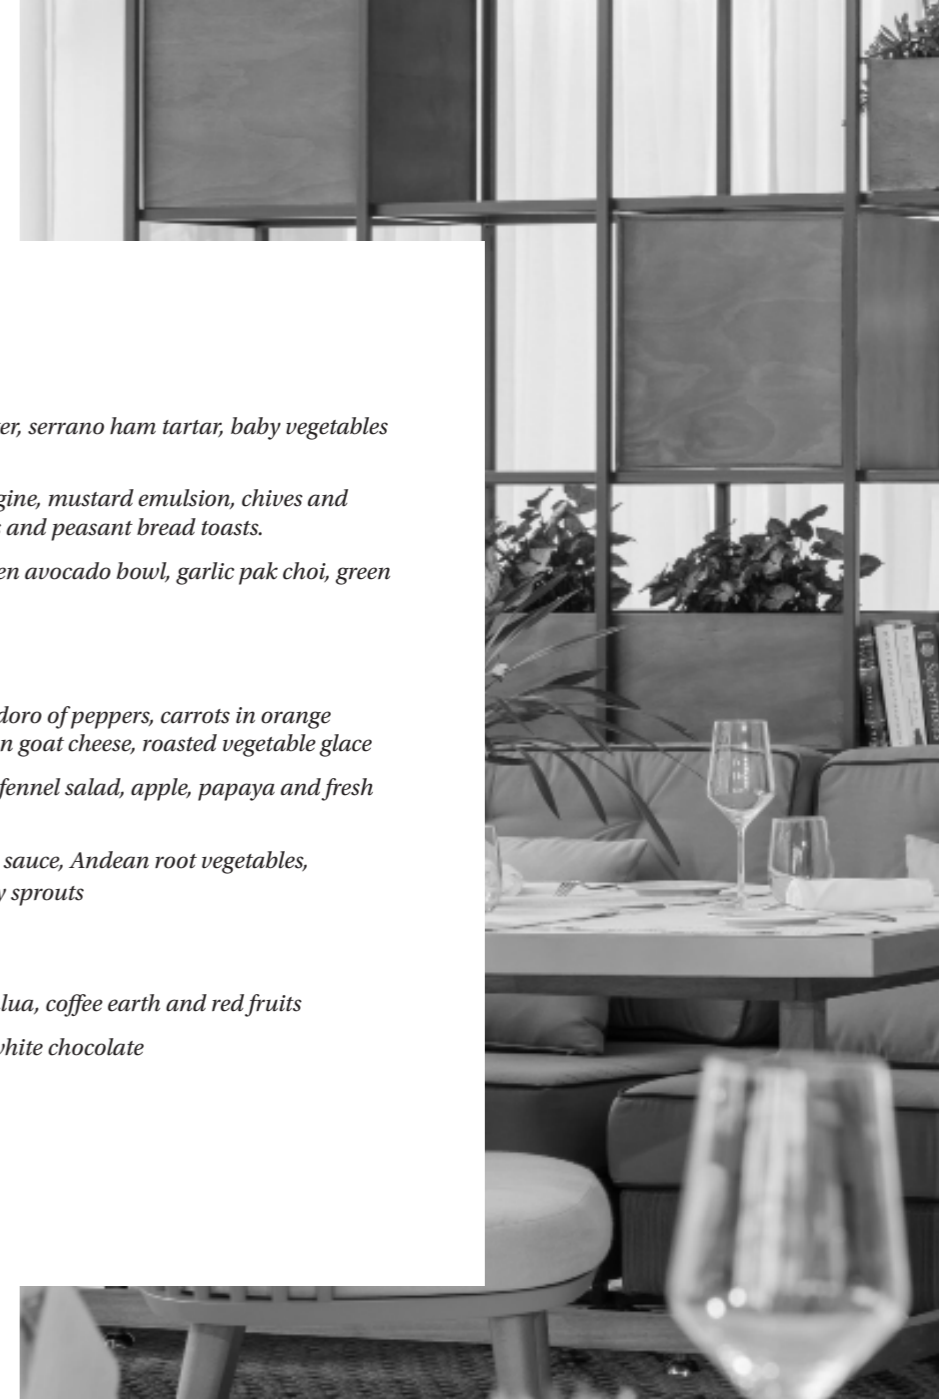 er, serrano ham tartar, baby vegetables
gine, mustard emulsion, chives and
and peasant bread toasts.
en avocado bowl, garlic pak choi, green
doro of peppers, carrots in orange
n goat cheese, roasted vegetable glace
fennel salad, apple, papaya and fresh
sauce, Andean root vegetables,
y sprouts
lua, coffee earth and red fruits
white chocolate